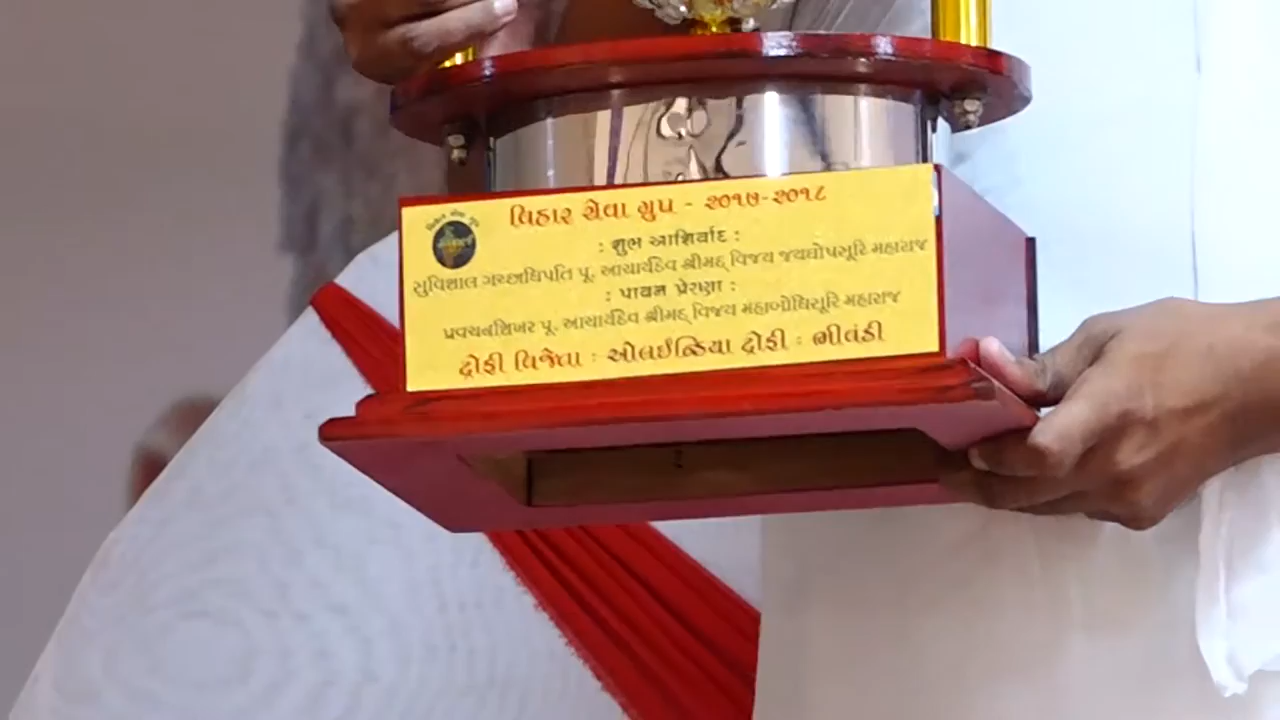 વિહાર સેવા ગ્રુપ - ૨૦૧૭-૨૦૧૮
: શુભ આશિર્વાદ :
સુવિશાલ ગચ્છાધિપતિ પૂ. આચાર્યદેવ શ્રીમદ્ વિજય જયઘોષસૂરિ મહારાજ
: પાવન પ્રેરણા :
પ્રવચનશિખર પૂ. આચાર્યદેવ શ્રીમદ્ વિજય મહાબોધિસૂરિ મહારાજ
ટ્રોફી વિજેતા : ઓલઈન્ડિયા ટ્રોફી : ભીવંડી